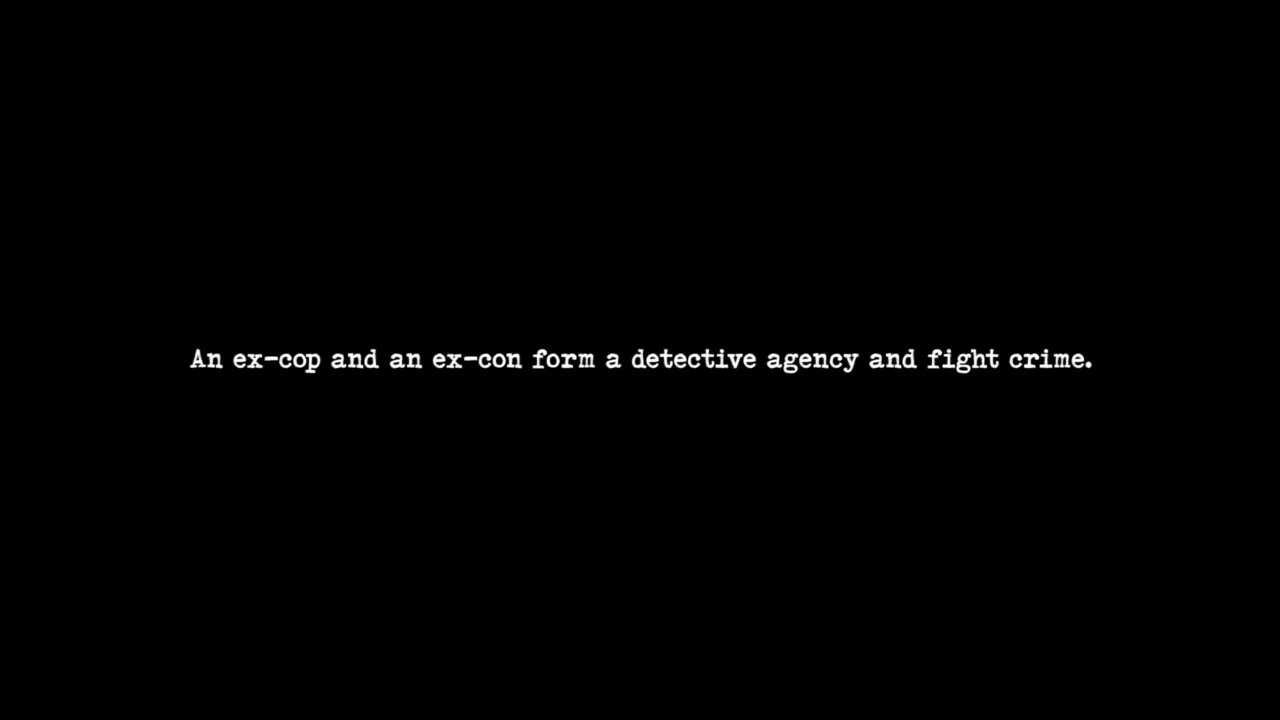 An ex-cop and an ex-con form a detective agency and fight crime.